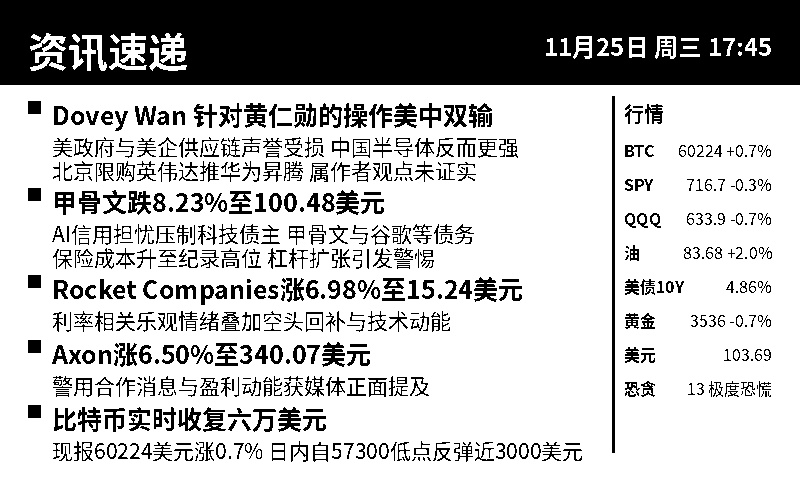 资讯速递
11月25日 周三 17:45
Dovey Wan 针对黄仁勋的操作美中双输
美政府与美企供应链声誉受损 中国半导体反而更强
北京限购英伟达推华为昇腾 属作者观点未证实
甲骨文跌8.23%至100.48美元
AI信用担忧压制科技债主 甲骨文与谷歌等债务
保险成本升至纪录高位 杠杆扩张引发警惕
Rocket Companies涨6.98%至15.24美元
利率相关乐观情绪叠加空头回补与技术动能
Axon涨6.50%至340.07美元
警用合作消息与盈利动能获媒体正面提及
比特币实时收复六万美元
现报60224美元涨0.7% 日内自57300低点反弹近3000美元
行情
BTC 60224 +0.7%
SPY 716.7 -0.3%
QQQ 633.9 -0.7%
油 83.68 +2.0%
美债10Y 4.86%
黄金 3536 -0.7%
美元 103.69
恐贪 13 极度恐慌